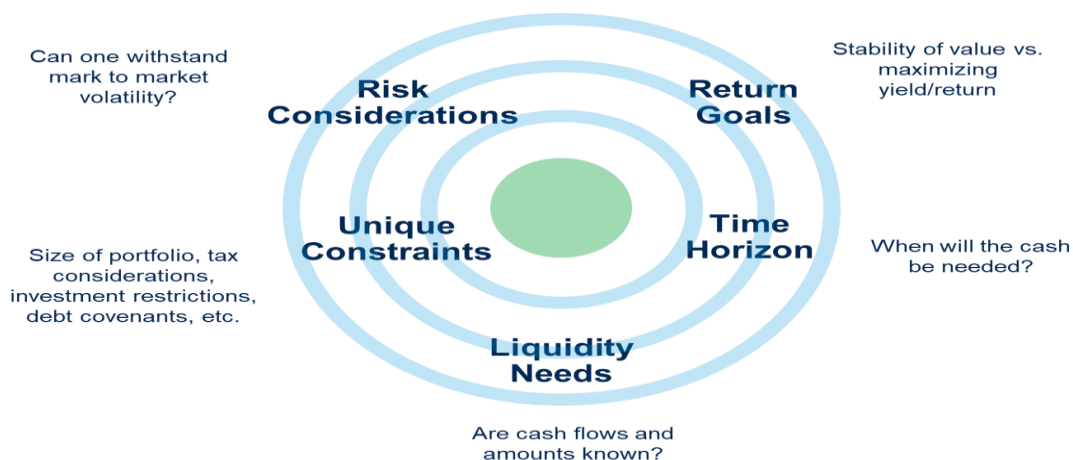 Can one withstand
mark to market
volatility?
Risk
Considerations
Return
Goals
Stability of value vs.
maximizing
yield/return
Size of portfolio, tax
considerations,
investment restrictions,
debt covenants, etc.
Unique
Constraints
Time
Horizon
When will the cash
be needed?
Liquidity
Needs
Are cash flows and
amounts known?